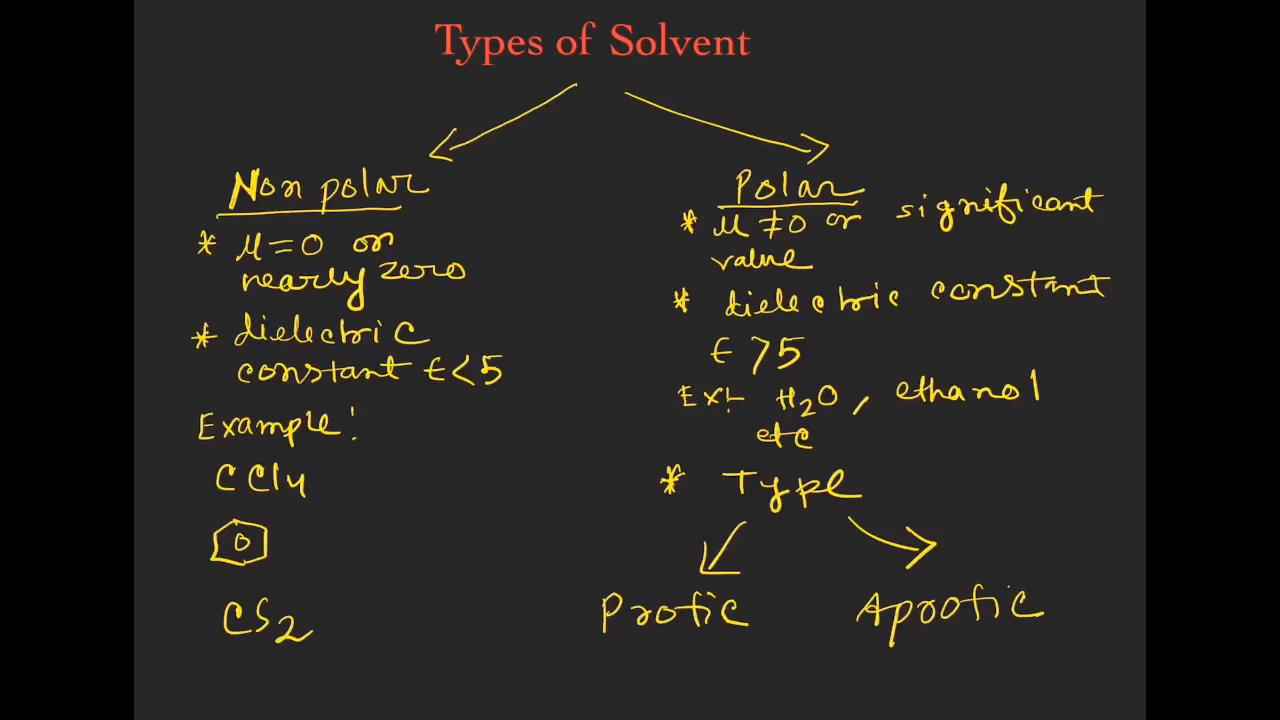 Types of Solvent
Non polar
* μ = 0 or
nearly zero
* dielectric
constant ε < 5
Example:
CCl4
CS2
Polar
* μ ≠ 0 or significant
value
* dielectric constant
ε > 5
Ex:- H2O, ethanol
etc
* Type
Protic
Aprotic